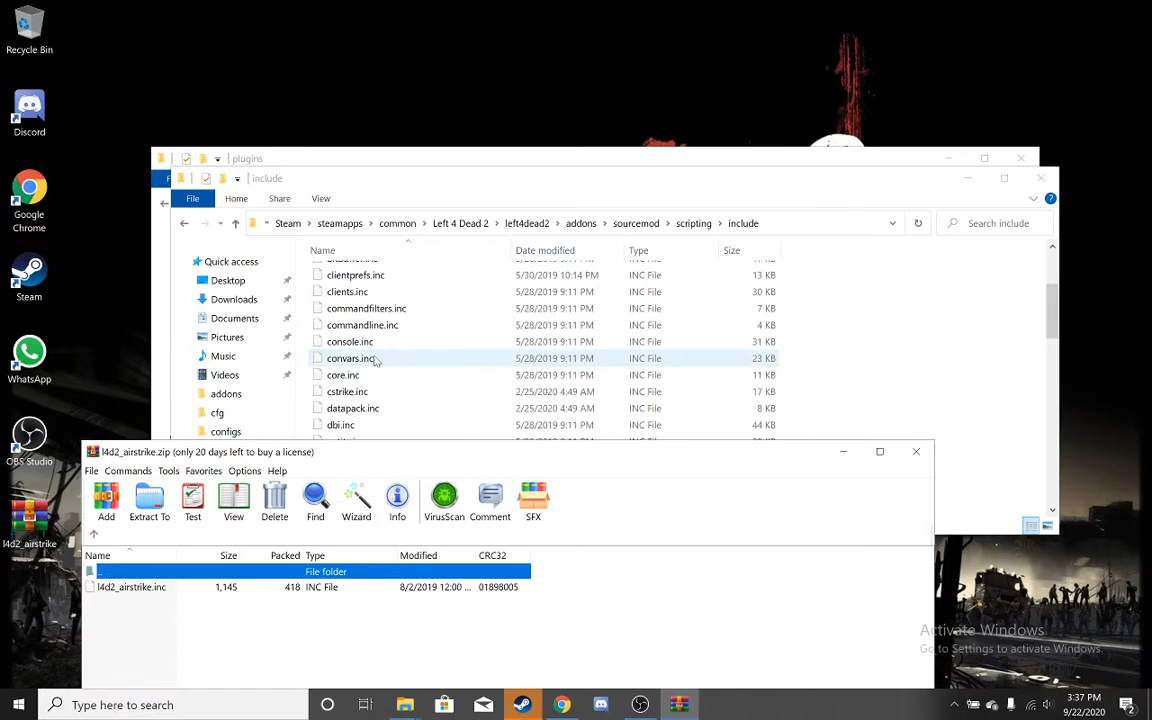 Recycle Bin
Discord
Google
Chrome
Steam
WhatsApp
OBS Studio
l4d2_airstrike
plugins
include
File Home Share View
« Steam › steamapps › common › Left 4 Dead 2 › left4dead2 › addons › sourcemod › scripting › include
Search include
Quick access
Desktop
Downloads
Documents
Pictures
Music
Videos
addons
cfg
configs
Name Date modified Type Size
clientprefs.inc 5/30/2019 10:14 PM INC File 13 KB
clients.inc 5/28/2019 9:11 PM INC File 30 KB
commandfilters.inc 5/28/2019 9:11 PM INC File 7 KB
commandline.inc 5/28/2019 9:11 PM INC File 4 KB
console.inc 5/28/2019 9:11 PM INC File 31 KB
convars.inc 5/28/2019 9:11 PM INC File 23 KB
core.inc 5/28/2019 9:11 PM INC File 11 KB
cstrike.inc 2/25/2020 4:49 AM INC File 17 KB
datapack.inc 2/25/2020 4:49 AM INC File 8 KB
dbi.inc 5/28/2019 9:11 PM INC File 44 KB
l4d2_airstrike.zip (only 20 days left to buy a license)
File Commands Tools Favorites Options Help
Add Extract To Test View Delete Find Wizard Info VirusScan Comment SFX
Name Size Packed Type Modified CRC32
.. File folder
l4d2_airstrike.inc 1,145 418 INC File 8/2/2019 12:00 ... 01898005
Activate Windows
Go to Settings to activate Windows.
Type here to search
3:37 PM
9/22/2020
2